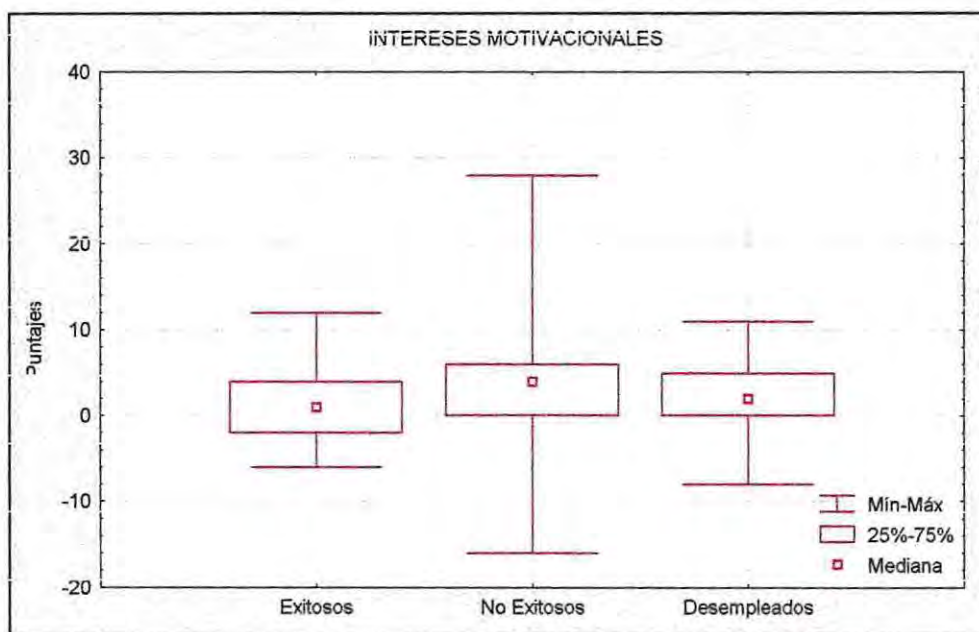 INTERESES MOTIVACIONALES
40
30
20
10
0
-10
-20
Puntajes
Mín-Máx
25%-75%
Mediana
Exitosos
No Exitosos
Desempleados